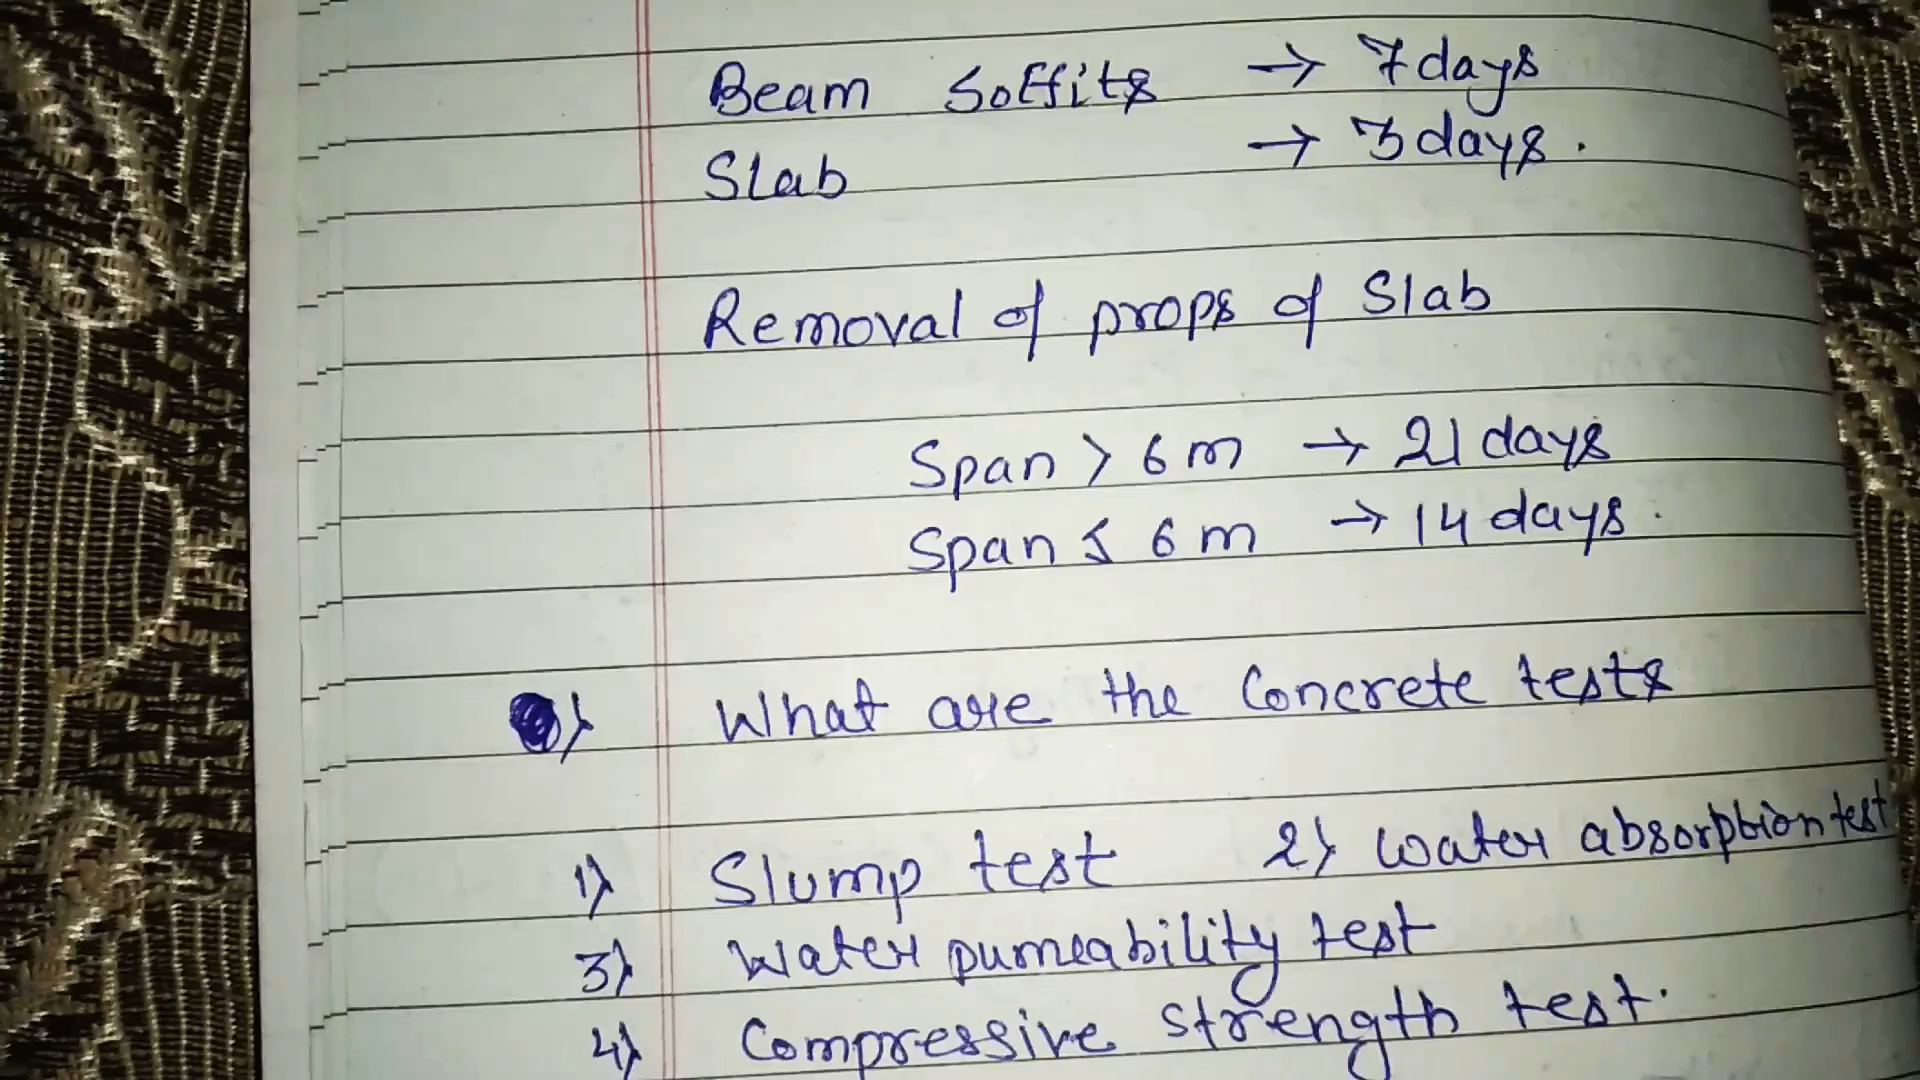 Beam Soffits → 7 days
Slab → 3 days.
Removal of props of Slab
Span > 6 m → 21 days
Span ≤ 6 m → 14 days.
What are the Concrete tests
1) Slump test 2) Water absorption test
3) Water purmeability test
4) Compressive strength test.